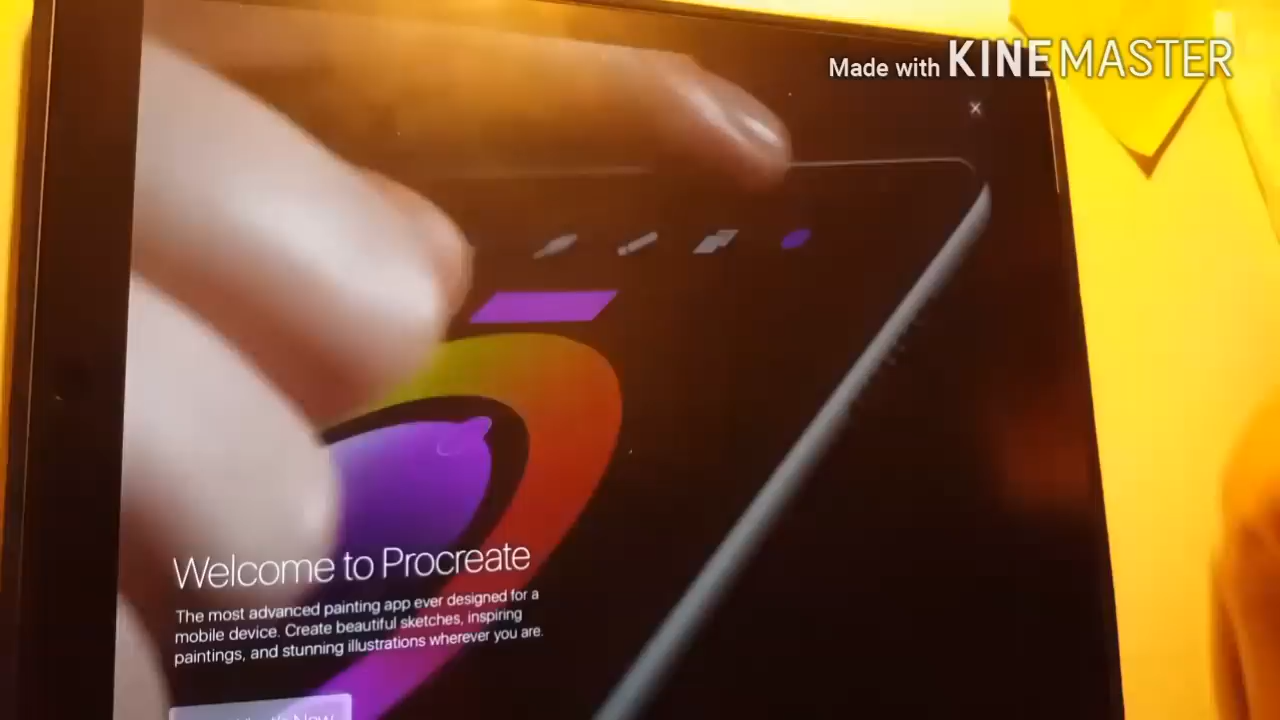 Made with KINEMASTER
Welcome to Procreate
The most advanced painting app ever designed for a
mobile device. Create beautiful sketches, inspiring
paintings, and stunning illustrations wherever you are.